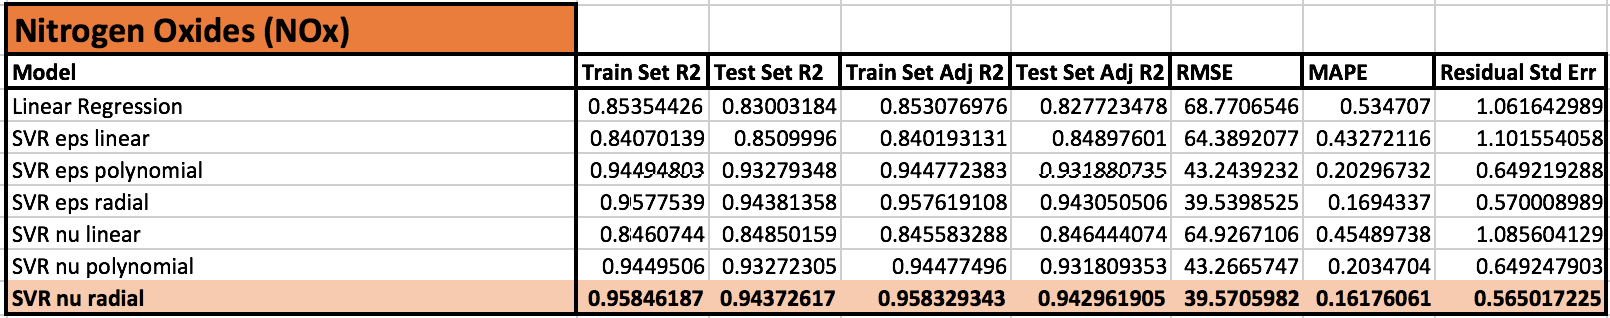 Nitrogen Oxides (NOx)
Model Train Set R2 Test Set R2 Train Set Adj R2 Test Set Adj R2 RMSE MAPE Residual Std Err
Linear Regression 0.85354426 0.83003184 0.853076976 0.827723478 68.7706546 0.534707 1.061642989
SVR eps linear 0.84070139 0.8509996 0.840193131 0.84897601 64.3892077 0.43272116 1.101554058
SVR eps polynomial 0.94494803 0.93279348 0.944772383 0.931880735 43.2439232 0.20296732 0.649219288
SVR eps radial 0.9577539 0.94381358 0.957619108 0.943050506 39.5398525 0.1694337 0.570008989
SVR nu linear 0.8460744 0.84850159 0.845583288 0.846444074 64.9267106 0.45489738 1.085604129
SVR nu polynomial 0.9449506 0.93272305 0.94477496 0.931809353 43.2665747 0.2034704 0.649247903
SVR nu radial 0.95846187 0.94372617 0.958329343 0.942961905 39.5705982 0.16176061 0.565017225